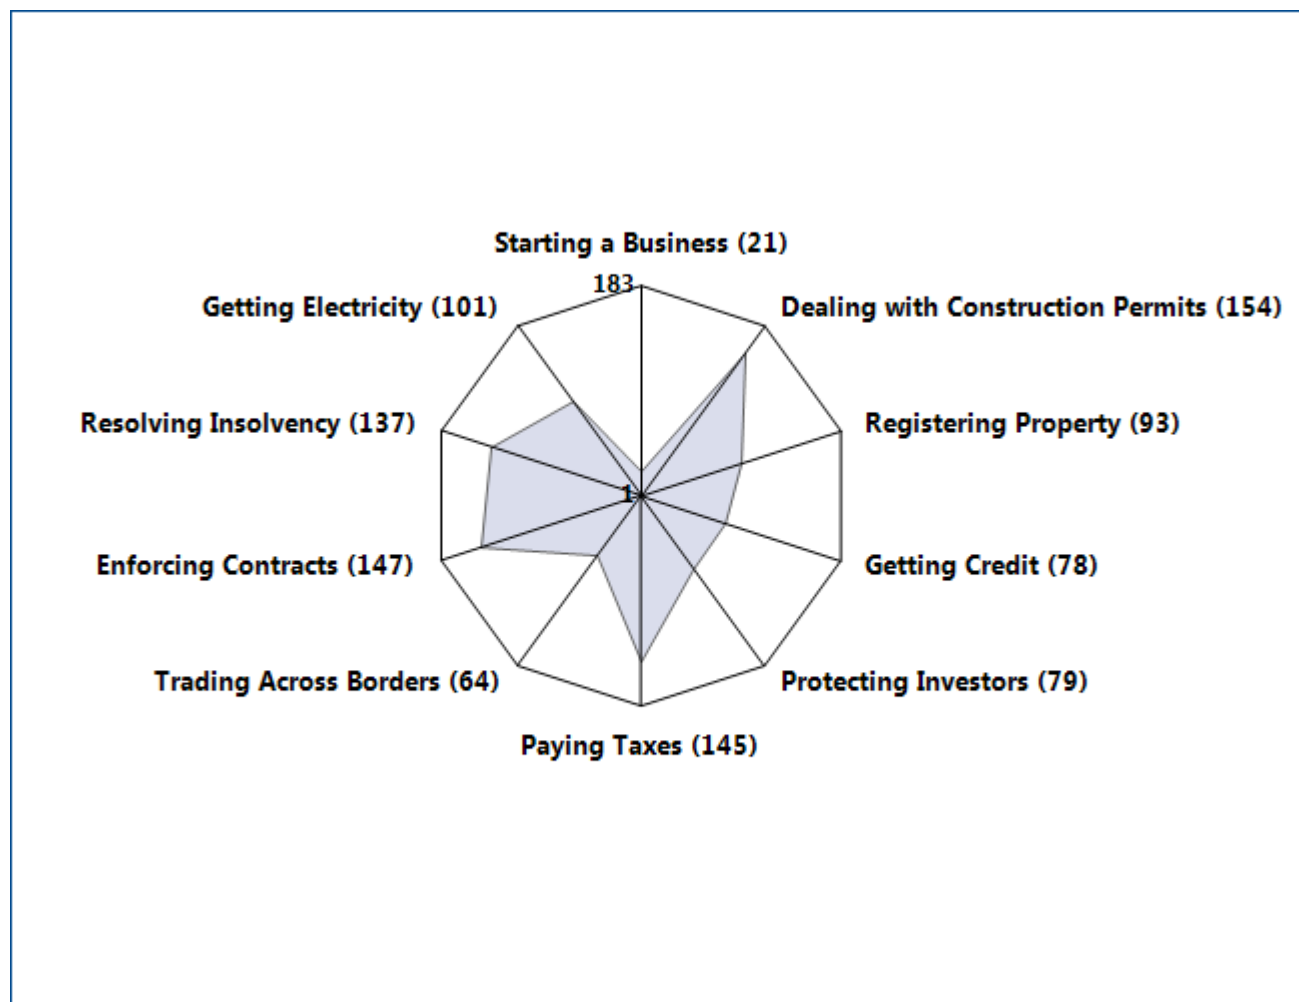 Starting a Business (21)
183
Getting Electricity (101)
Dealing with Construction Permits (154)
Resolving Insolvency (137)
Registering Property (93)
1
Enforcing Contracts (147)
Getting Credit (78)
Trading Across Borders (64)
Protecting Investors (79)
Paying Taxes (145)